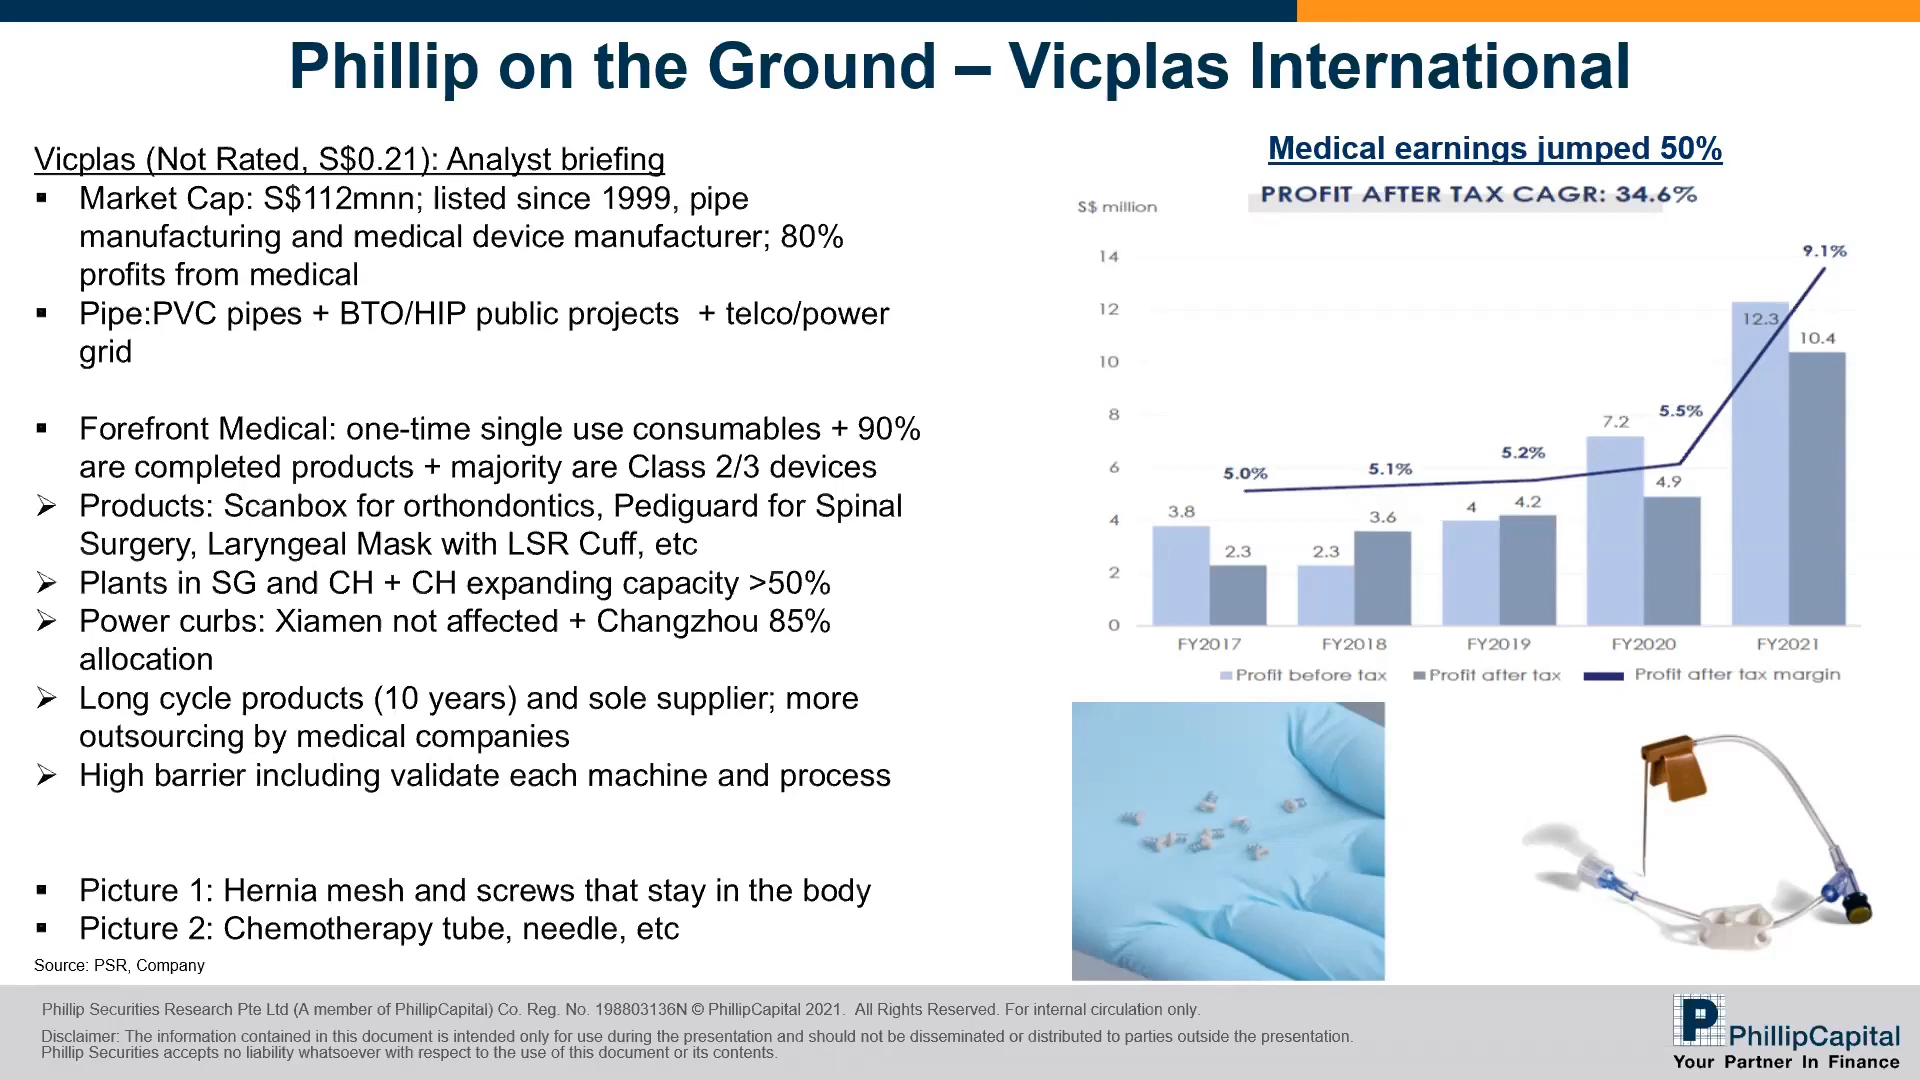 Phillip on the Ground – Vicplas International
Vicplas (Not Rated, S$0.21): Analyst briefing
▪ Market Cap: S$112mnn; listed since 1999, pipe
manufacturing and medical device manufacturer; 80%
profits from medical
▪ Pipe:PVC pipes + BTO/HIP public projects + telco/power
grid
▪ Forefront Medical: one-time single use consumables + 90%
are completed products + majority are Class 2/3 devices
➢ Products: Scanbox for orthondontics, Pediguard for Spinal
Surgery, Laryngeal Mask with LSR Cuff, etc
➢ Plants in SG and CH + CH expanding capacity >50%
➢ Power curbs: Xiamen not affected + Changzhou 85%
allocation
➢ Long cycle products (10 years) and sole supplier; more
outsourcing by medical companies
➢ High barrier including validate each machine and process
▪ Picture 1: Hernia mesh and screws that stay in the body
▪ Picture 2: Chemotherapy tube, needle, etc
Source: PSR, Company
Medical earnings jumped 50%
PROFIT AFTER TAX CAGR: 34.6%
S$ million
14
12
10
8
6
4
2
0
5.0%
5.1%
5.2%
5.5%
9.1%
3.8
2.3
2.3
3.6
4
4.2
7.2
4.9
12.3
10.4
FY2017 FY2018 FY2019 FY2020 FY2021
Profit before tax Profit after tax Profit after tax margin
Phillip Securities Research Pte Ltd (A member of PhillipCapital) Co. Reg. No. 198803136N © PhillipCapital 2021. All Rights Reserved. For internal circulation only.
Disclaimer: The information contained in this document is intended only for use during the presentation and should not be disseminated or distributed to parties outside the presentation.
Phillip Securities accepts no liability whatsoever with respect to the use of this document or its contents.
P
PhillipCapital
Your Partner In Finance